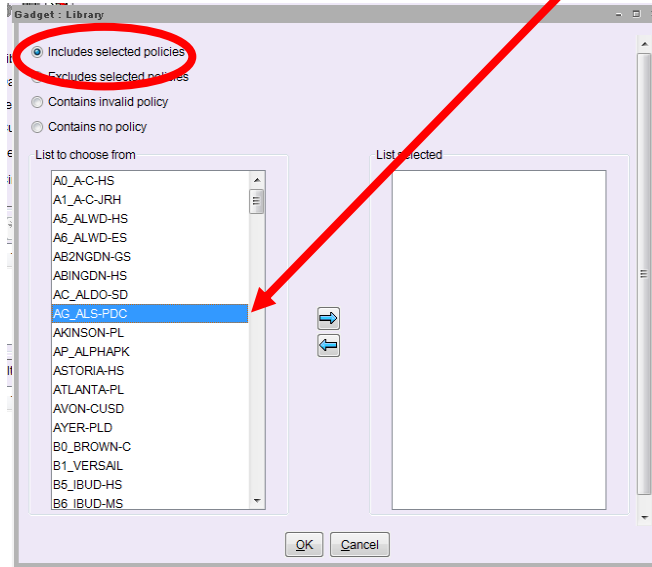 Gadget : Library
Includes selected policies
Excludes selected policies
Contains invalid policy
Contains no policy
List to choose from
List selected
A0_A-C-HS
A1_A-C-JRH
A5_ALWD-HS
A6_ALWD-ES
AB2NGDN-GS
ABINGDN-HS
AC_ALDO-SD
AG_ALS-PDC
AKINSON-PL
AP_ALPHAPK
ASTORIA-HS
ATLANTA-PL
AVON-CUSD
AYER-PLD
B0_BROWN-C
B1_VERSAIL
B5_IBUD-HS
B6_IBUD-MS
OK Cancel